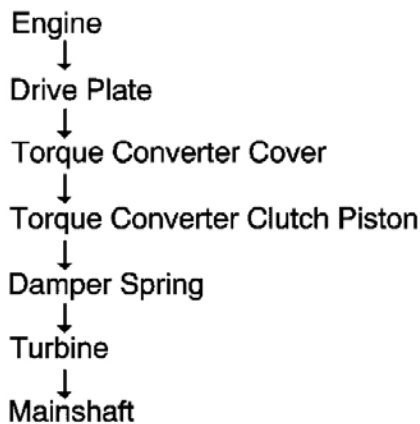 Engine
Drive Plate
Torque Converter Cover
Torque Converter Clutch Piston
Damper Spring
Turbine
Mainshaft